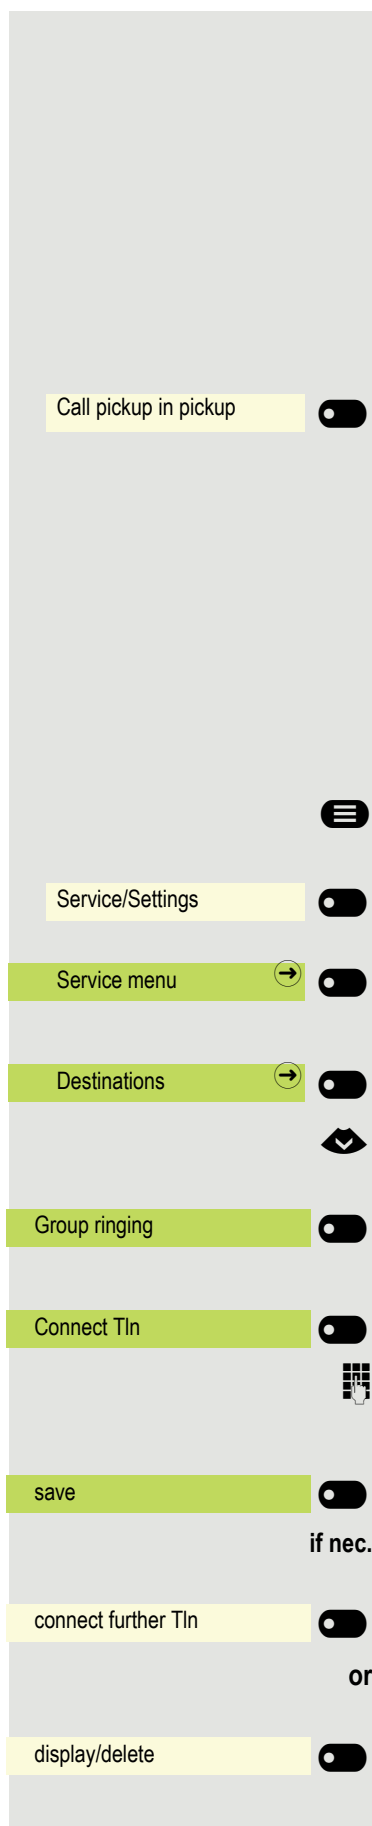 Call pickup in pickup
Service/Settings
Service menu
Destinations
Group ringing
Connect Tln
save
if nec.
connect further Tln
or
display/delete